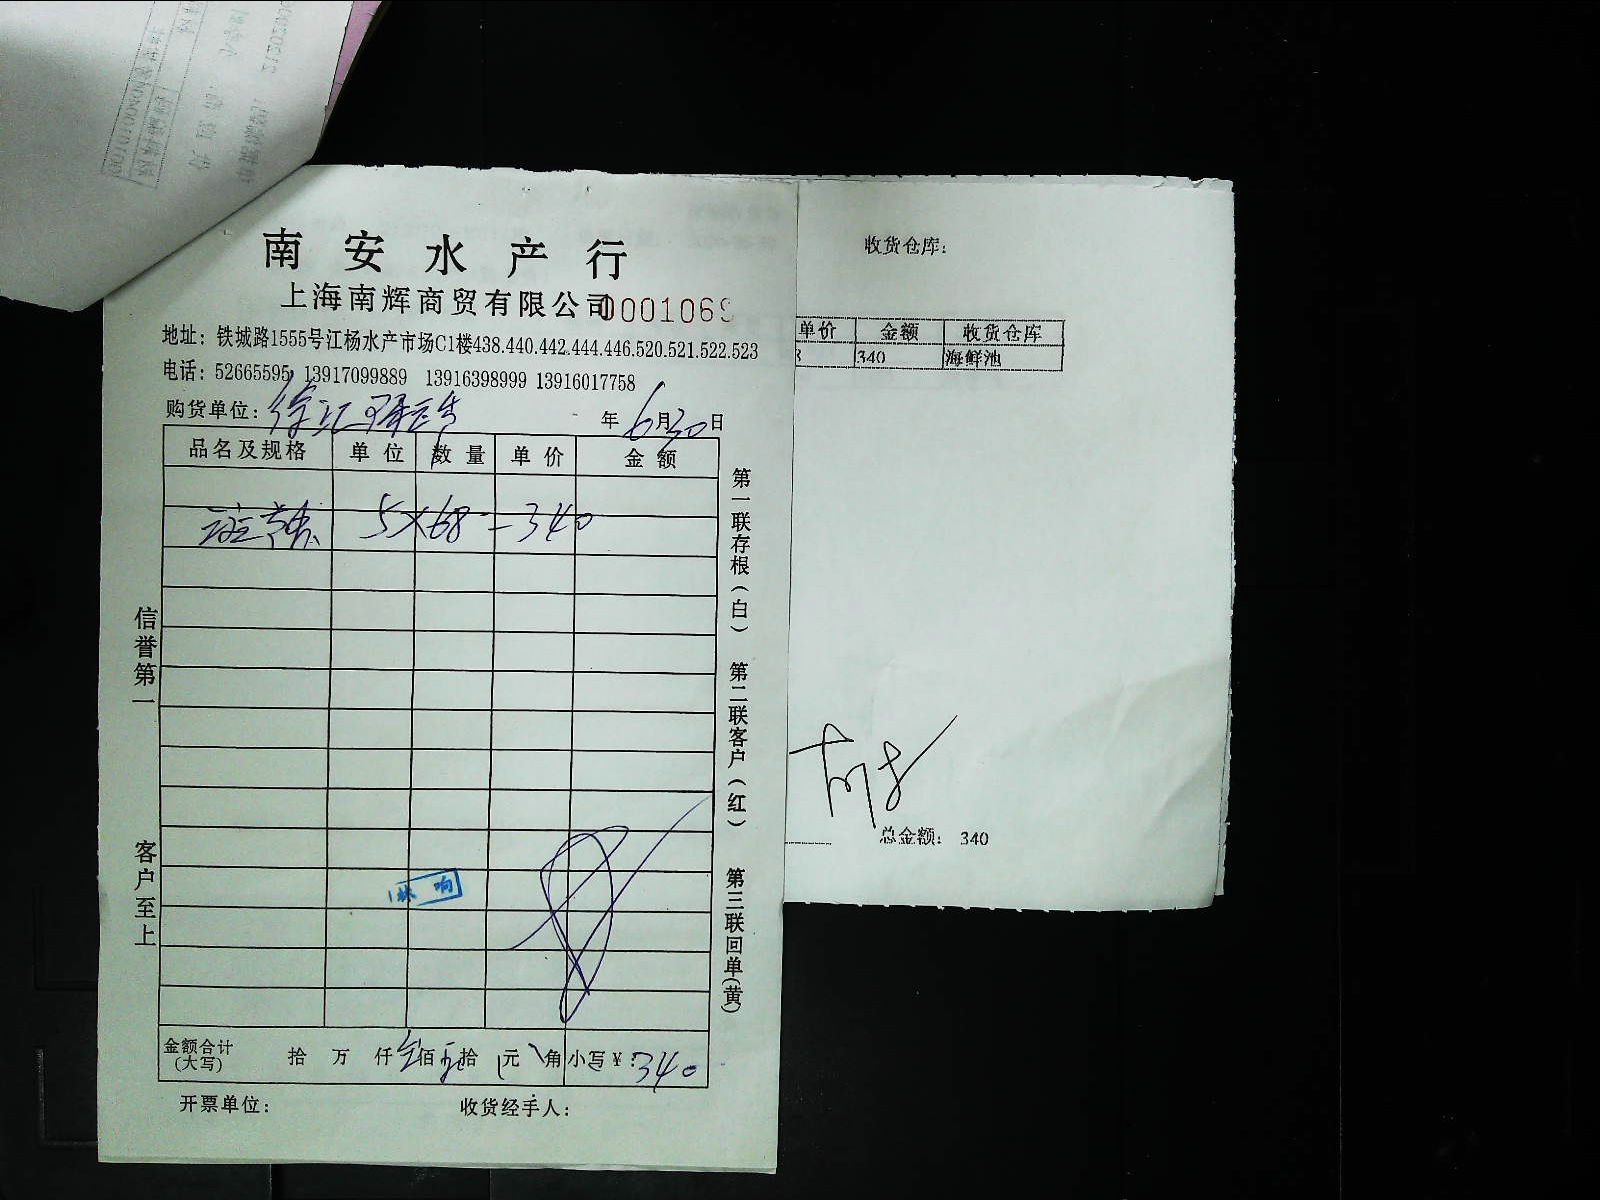 南安水产行
上海南辉商贸有限公司 000106
地址：铁城路1555号江杨水产市场C1楼438.440.442.444.446.520.521.522.523
电话：52665595 13917099889 13916398999 13916017758
购货单位：徐汇
年 6月30日
品名及规格 单位 数量 单价 金额
5×68=340
金额合计(大写) 拾 万 仟 佰 拾 元 角 小写￥：340
开票单位： 收货经手人：
信誉第一 客户至上
第一联存根（白） 第二联客户（红） 第三联回单（黄）
收货仓库：
单价 金额 收货仓库
340 海鲜池
总金额： 340